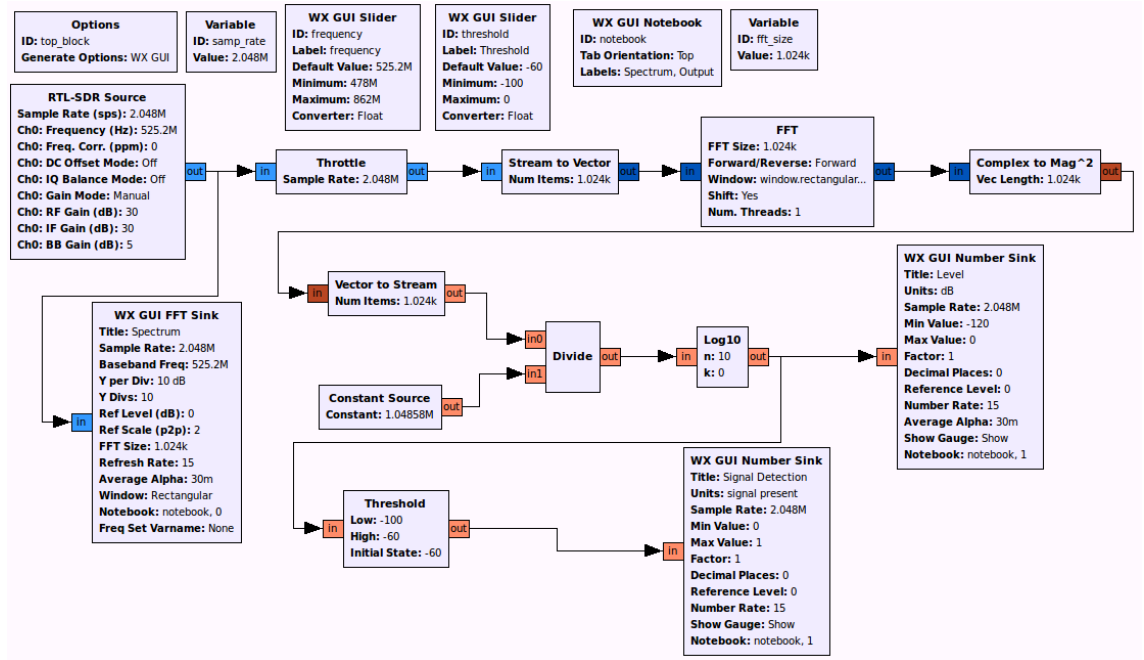 Options
ID: top_block
Generate Options: WX GUI
Variable
ID: samp_rate
Value: 2.048M
WX GUI Slider
ID: frequency
Label: frequency
Default Value: 525.2M
Minimum: 478M
Maximum: 862M
Converter: Float
WX GUI Slider
ID: threshold
Label: Threshold
Default Value: -60
Minimum: -100
Maximum: 0
Converter: Float
WX GUI Notebook
ID: notebook
Tab Orientation: Top
Labels: Spectrum, Output
Variable
ID: fft_size
Value: 1.024k
RTL-SDR Source
Sample Rate (sps): 2.048M
Ch0: Frequency (Hz): 525.2M
Ch0: Freq. Corr. (ppm): 0
Ch0: DC Offset Mode: Off
Ch0: IQ Balance Mode: Off
Ch0: Gain Mode: Manual
Ch0: RF Gain (dB): 30
Ch0: IF Gain (dB): 30
Ch0: BB Gain (dB): 5
out
in
Throttle
Sample Rate: 2.048M
out
in
Stream to Vector
Num Items: 1.024k
out
in
FFT
FFT Size: 1.024k
Forward/Reverse: Forward
Window: window.rectangular...
Shift: Yes
Num. Threads: 1
out
in
Complex to Mag^2
Vec Length: 1.024k
out
in
Vector to Stream
Num Items: 1.024k
out
Constant Source
Constant: 1.04858M
out
in0
in1
Divide
out
in
Log10
n: 10
k: 0
out
in
WX GUI Number Sink
Title: Level
Units: dB
Sample Rate: 2.048M
Min Value: -120
Max Value: 0
Factor: 1
Decimal Places: 0
Reference Level: 0
Number Rate: 15
Average Alpha: 30m
Show Gauge: Show
Notebook: notebook, 1
in
WX GUI FFT Sink
Title: Spectrum
Sample Rate: 2.048M
Baseband Freq: 525.2M
Y per Div: 10 dB
Y Divs: 10
Ref Level (dB): 0
Ref Scale (p2p): 2
FFT Size: 1.024k
Refresh Rate: 15
Average Alpha: 30m
Window: Rectangular
Notebook: notebook, 0
Freq Set Varname: None
in
Threshold
Low: -100
High: -60
Initial State: -60
out
in
WX GUI Number Sink
Title: Signal Detection
Units: signal present
Sample Rate: 2.048M
Min Value: 0
Max Value: 1
Factor: 1
Decimal Places: 0
Reference Level: 0
Number Rate: 15
Show Gauge: Show
Notebook: notebook, 1